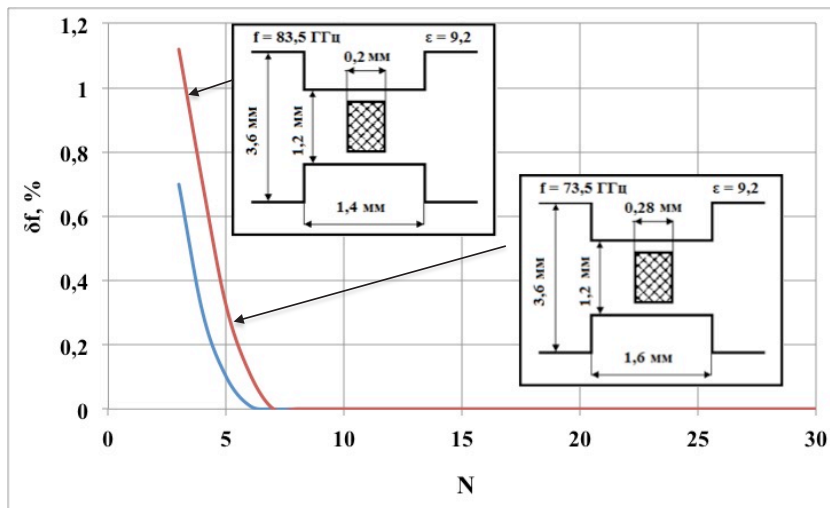 δf, %
1,2
1
0,8
0,6
0,4
0,2
0
f = 83,5 ГГц ε = 9,2
0,2 мм
3,6 мм
1,2 мм
1,4 мм
f = 73,5 ГГц ε = 9,2
0,28 мм
3,6 мм
1,2 мм
1,6 мм
0 5 10 15 20 25 30
N